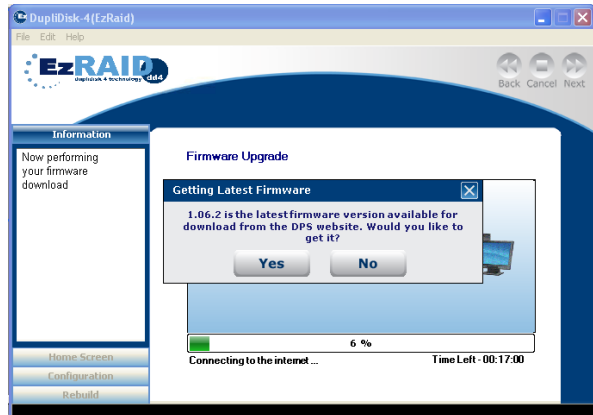 DupliDisk-4(EzRaid)
File Edit Help
EzRAID
duplidisk 4 technology dd4
Back Cancel Next
Information
Now performing
your firmware
download
Firmware Upgrade
Getting Latest Firmware
1.06.2 is the latest firmware version available for
download from the DPS website. Would you like to
get it?
Yes No
6 %
Connecting to the internet ... Time Left - 00:17:00
Home Screen
Configuration
Rebuild